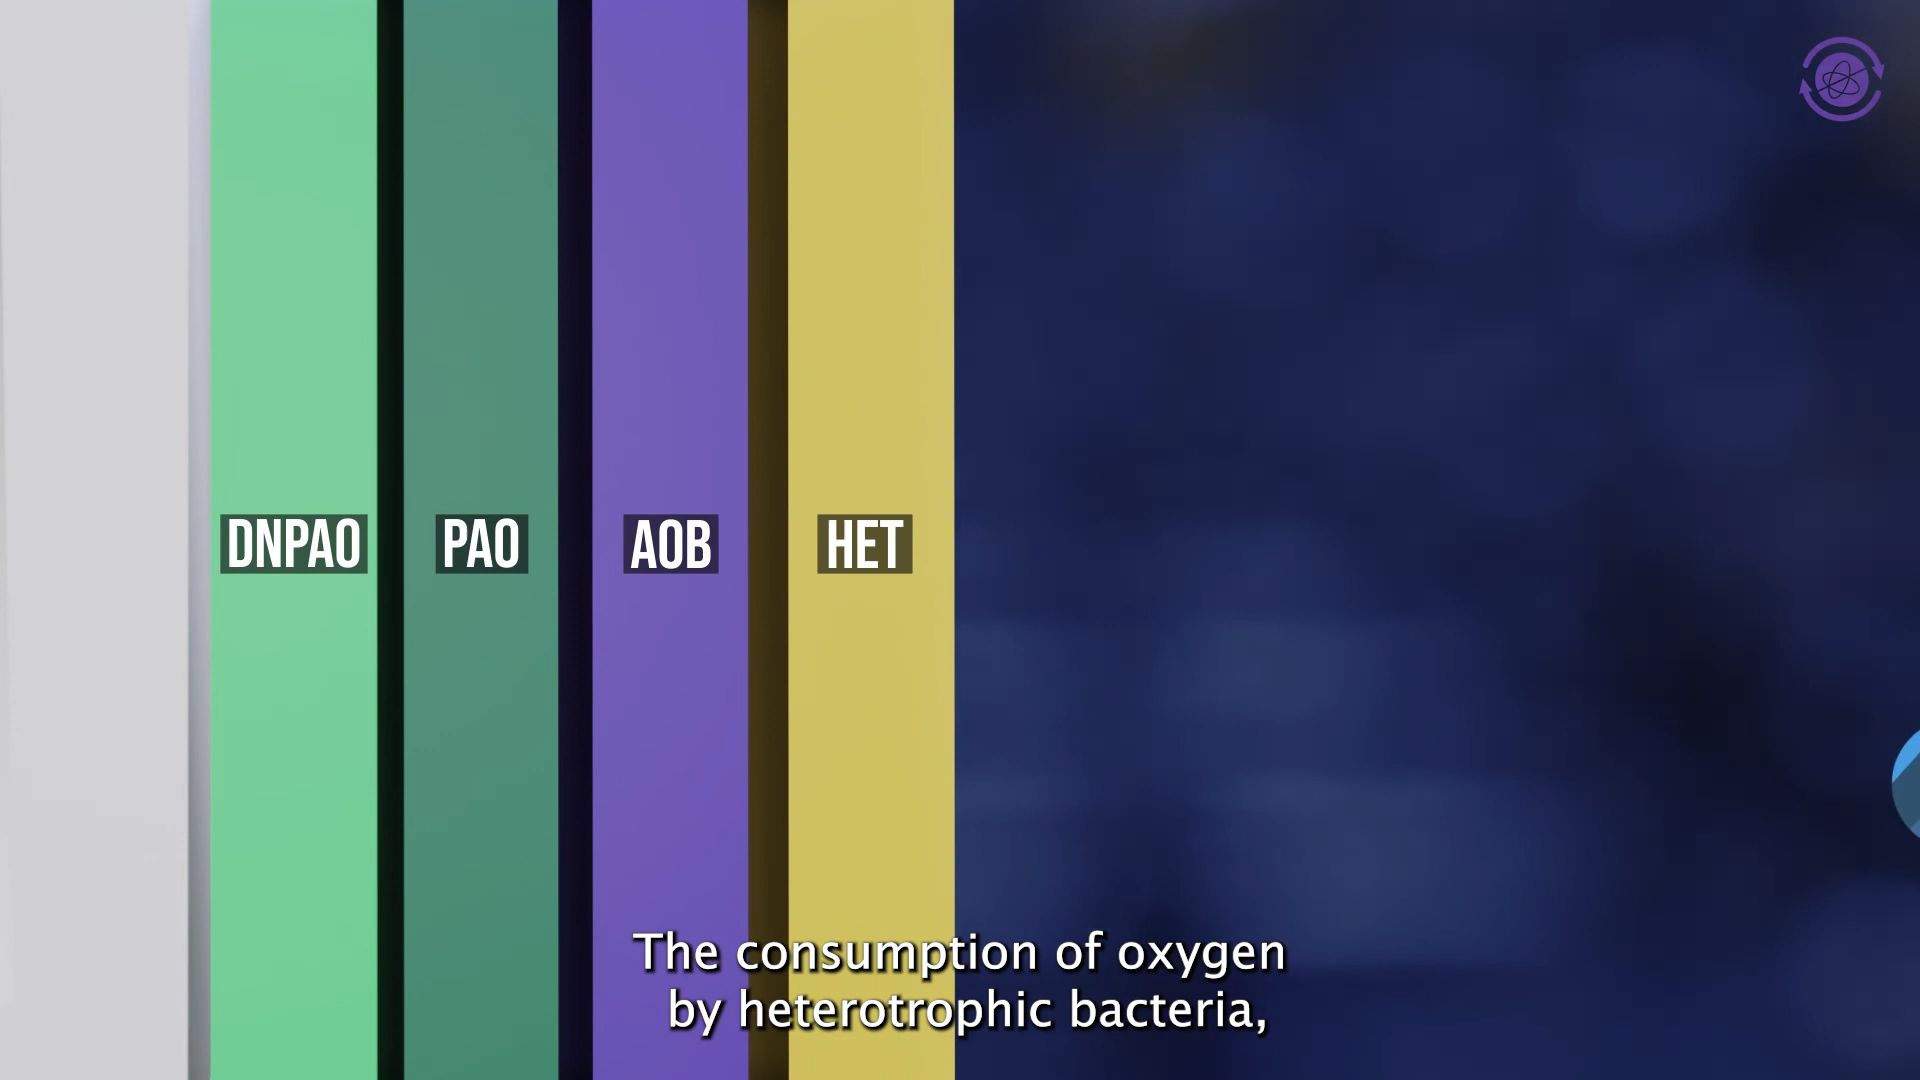 DNPAO
PAO
AOB
HET
The consumption of oxygen
by heterotrophic bacteria,